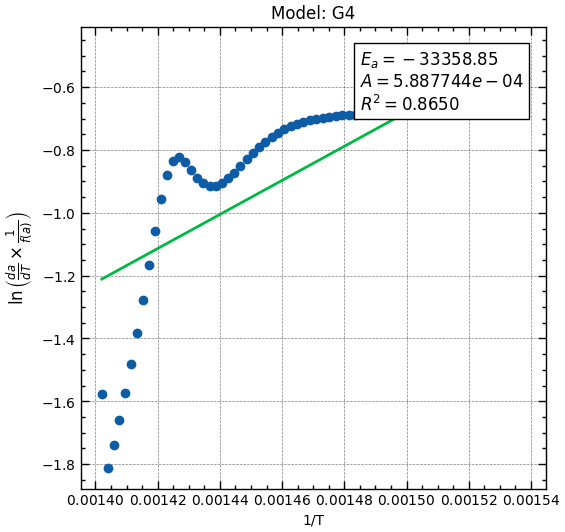 Model: G4
E_a = −33358.85
A = 5.887744e − 04
R^2 = 0.8650
ln(da/dT × 1/f(a))
−0.6
−0.8
−1.0
−1.2
−1.4
−1.6
−1.8
0.00140 0.00142 0.00144 0.00146 0.00148 0.00150 0.00152 0.00154
1/T